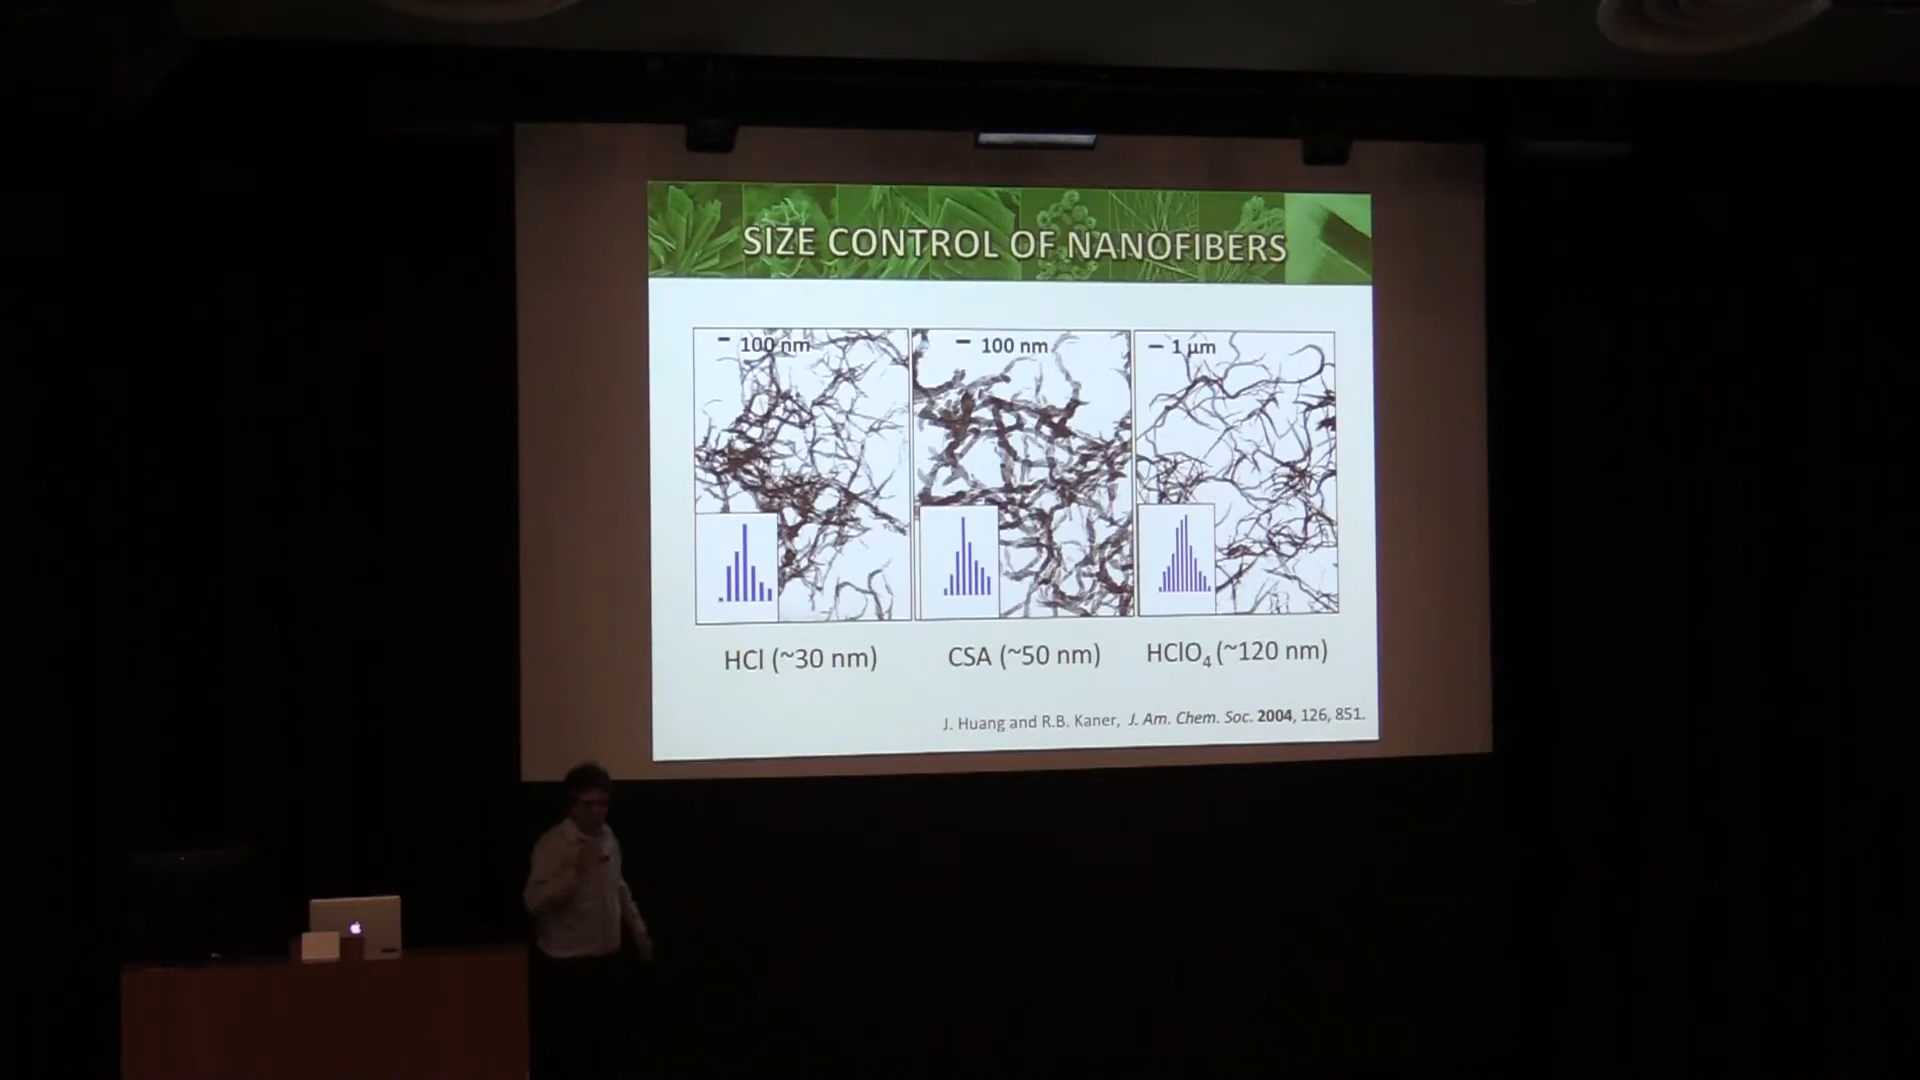 SIZE CONTROL OF NANOFIBERS
100 nm
100 nm
1 µm
HCl (~30 nm)
CSA (~50 nm)
HClO₄ (~120 nm)
J. Huang and R.B. Kaner, J. Am. Chem. Soc. 2004, 126, 851.